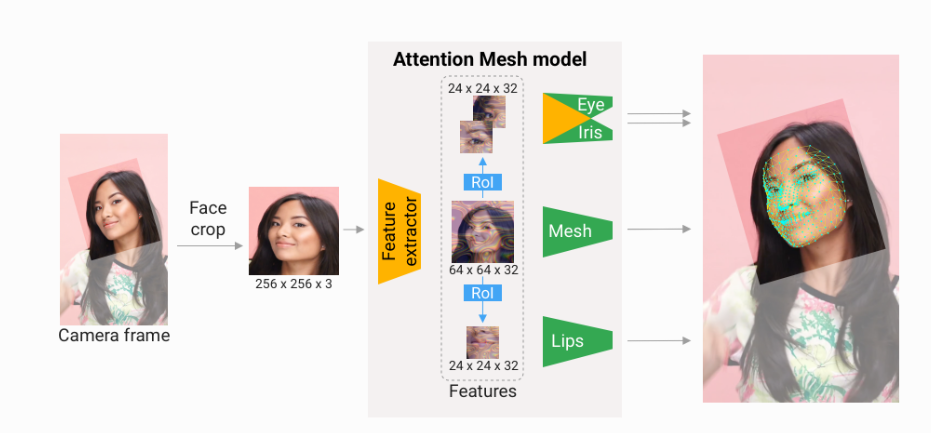 Attention Mesh model
24 x 24 x 32
Eye
Iris
RoI
Face
crop
Feature
extractor
Mesh
64 x 64 x 32
256 x 256 x 3
RoI
Camera frame
Lips
24 x 24 x 32
Features